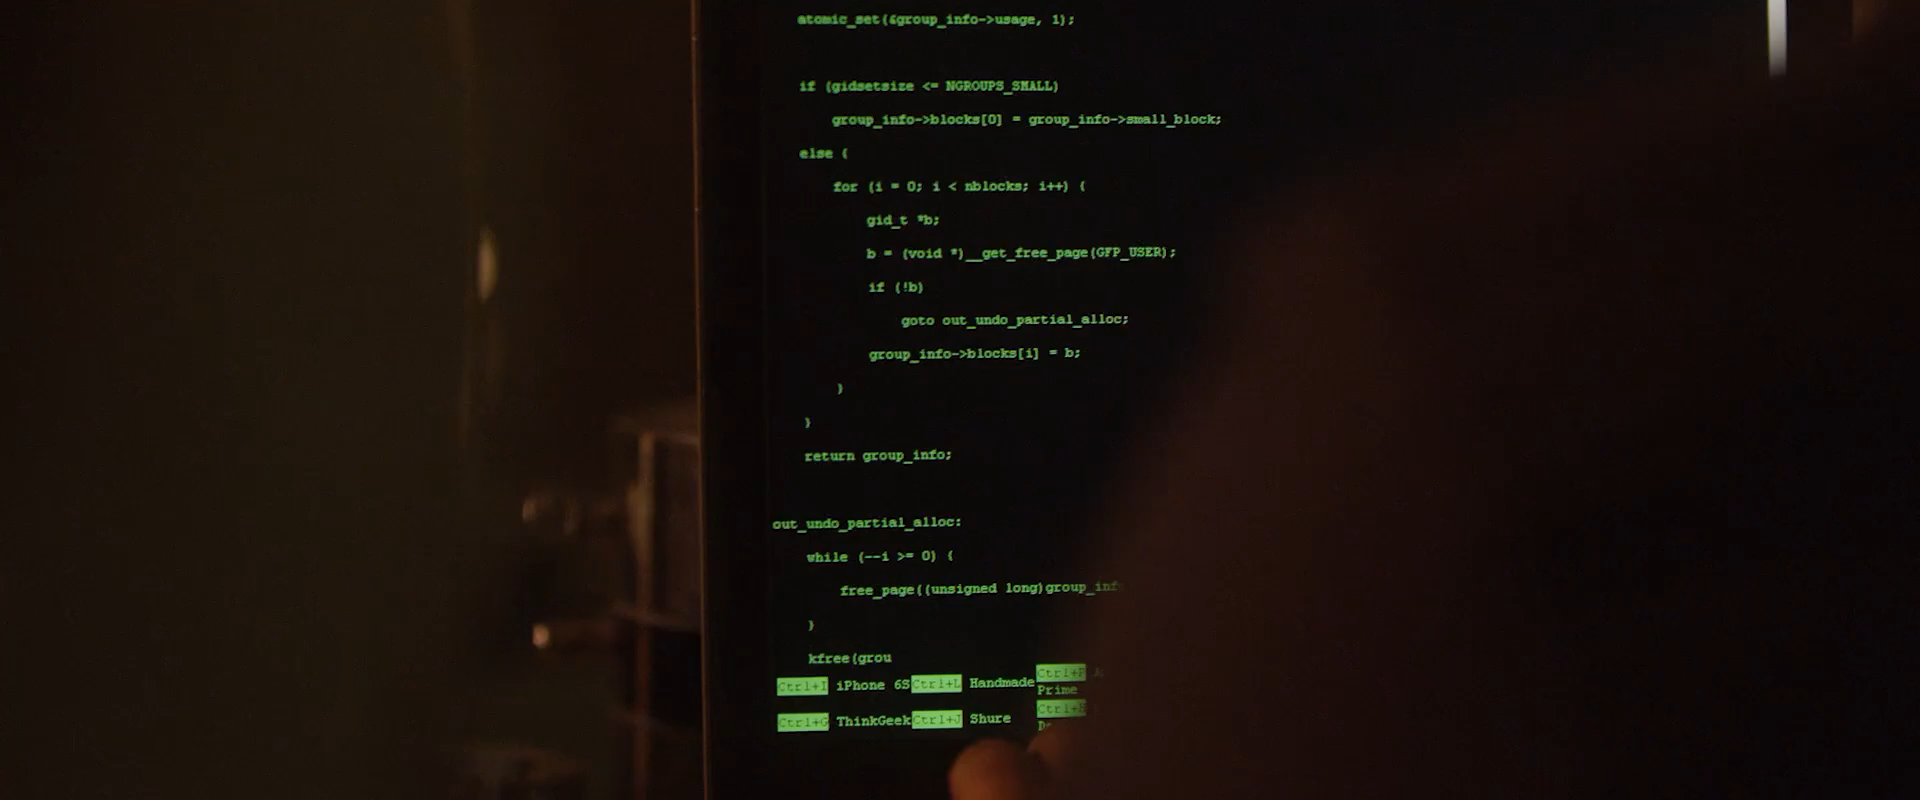 atomic_set(&group_info->usage, 1);
if (gidsetsize <= NGROUPS_SMALL)
group_info->blocks[0] = group_info->small_block;
else {
for (i = 0; i < nblocks; i++) {
gid_t *b;
b = (void *)__get_free_page(GFP_USER);
if (!b)
goto out_undo_partial_alloc;
group_info->blocks[i] = b;
}
}
return group_info;
out_undo_partial_alloc:
while (--i >= 0) {
free_page((unsigned long)group_inf
}
kfree(grou
Ctrl+I iPhone 6S Ctrl+L Handmade Ctrl+P
Prime
Ctrl+G ThinkGeek Ctrl+J Shure